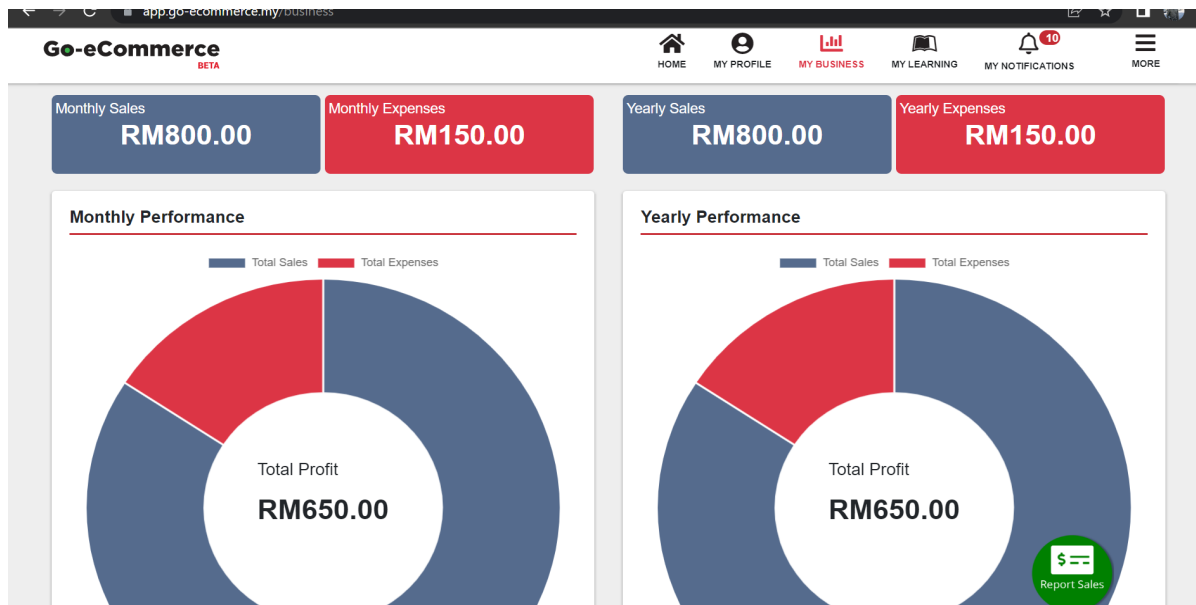 app.go-ecommerce.my/business
Go-eCommerce
BETA
HOME
MY PROFILE
MY BUSINESS
MY LEARNING
10
MY NOTIFICATIONS
MORE
Monthly Sales
RM800.00
Monthly Expenses
RM150.00
Yearly Sales
RM800.00
Yearly Expenses
RM150.00
Monthly Performance
Total Sales Total Expenses
Total Profit
RM650.00
Yearly Performance
Total Sales Total Expenses
Total Profit
RM650.00
$
Report Sales